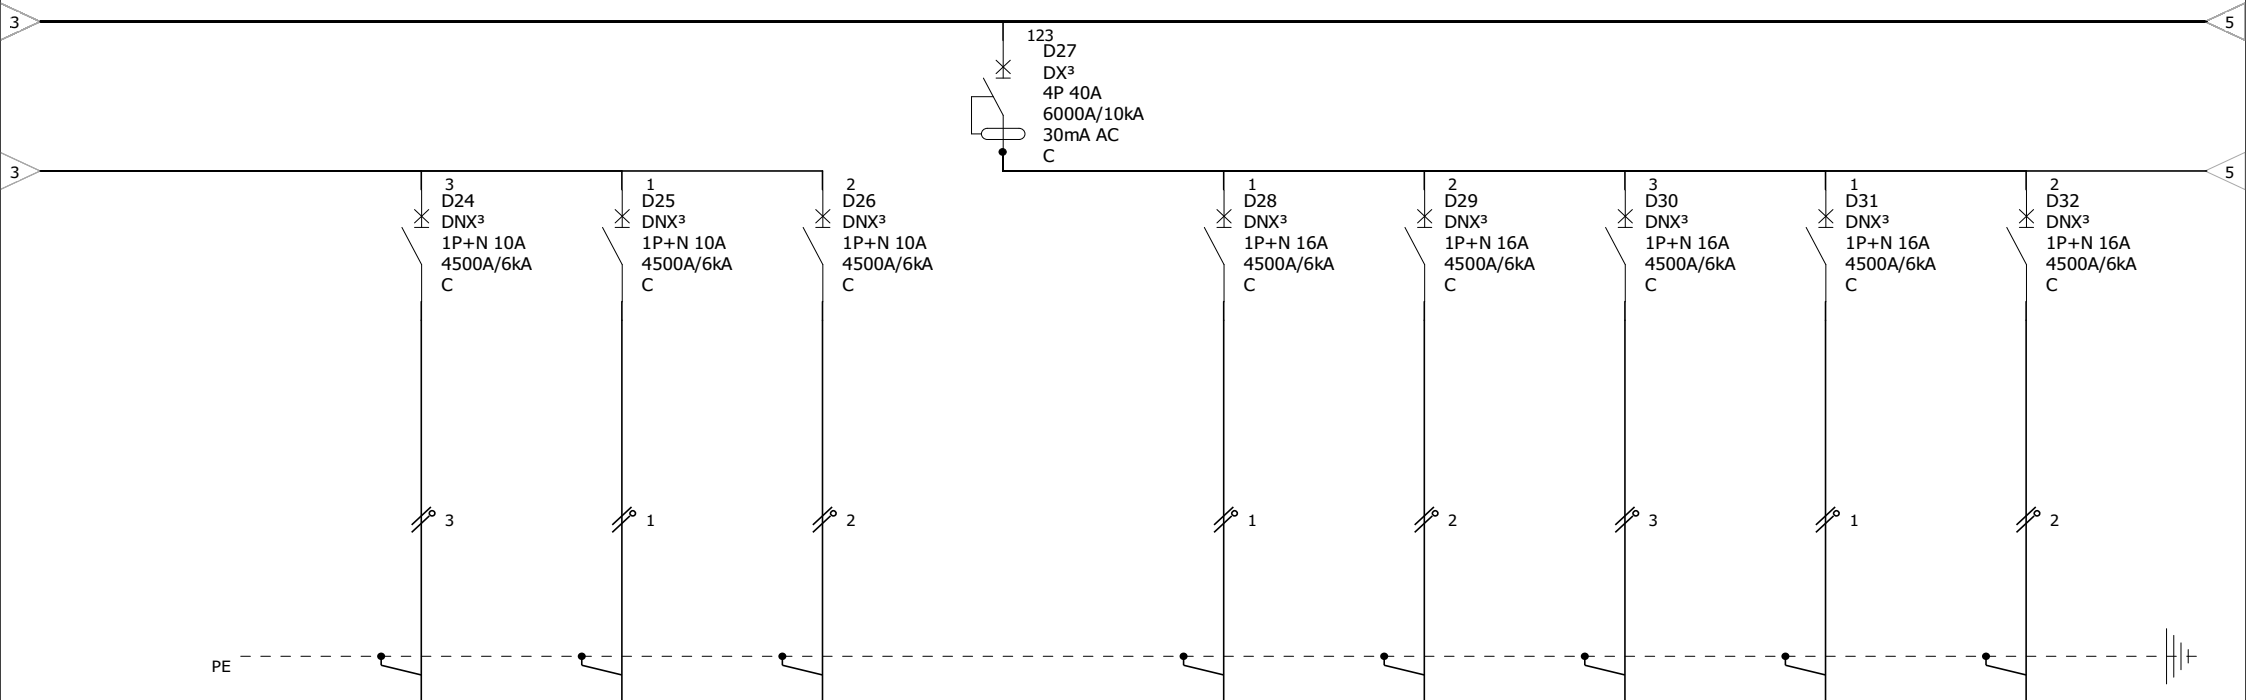 3
5
123
D27
DX³
4P 40A
6000A/10kA
30mA AC
C
3
5
3
D24
DNX³
1P+N 10A
4500A/6kA
C
1
D25
DNX³
1P+N 10A
4500A/6kA
C
2
D26
DNX³
1P+N 10A
4500A/6kA
C
1
D28
DNX³
1P+N 16A
4500A/6kA
C
2
D29
DNX³
1P+N 16A
4500A/6kA
C
3
D30
DNX³
1P+N 16A
4500A/6kA
C
1
D31
DNX³
1P+N 16A
4500A/6kA
C
2
D32
DNX³
1P+N 16A
4500A/6kA
C
3
1
2
1
2
3
1
2
PE